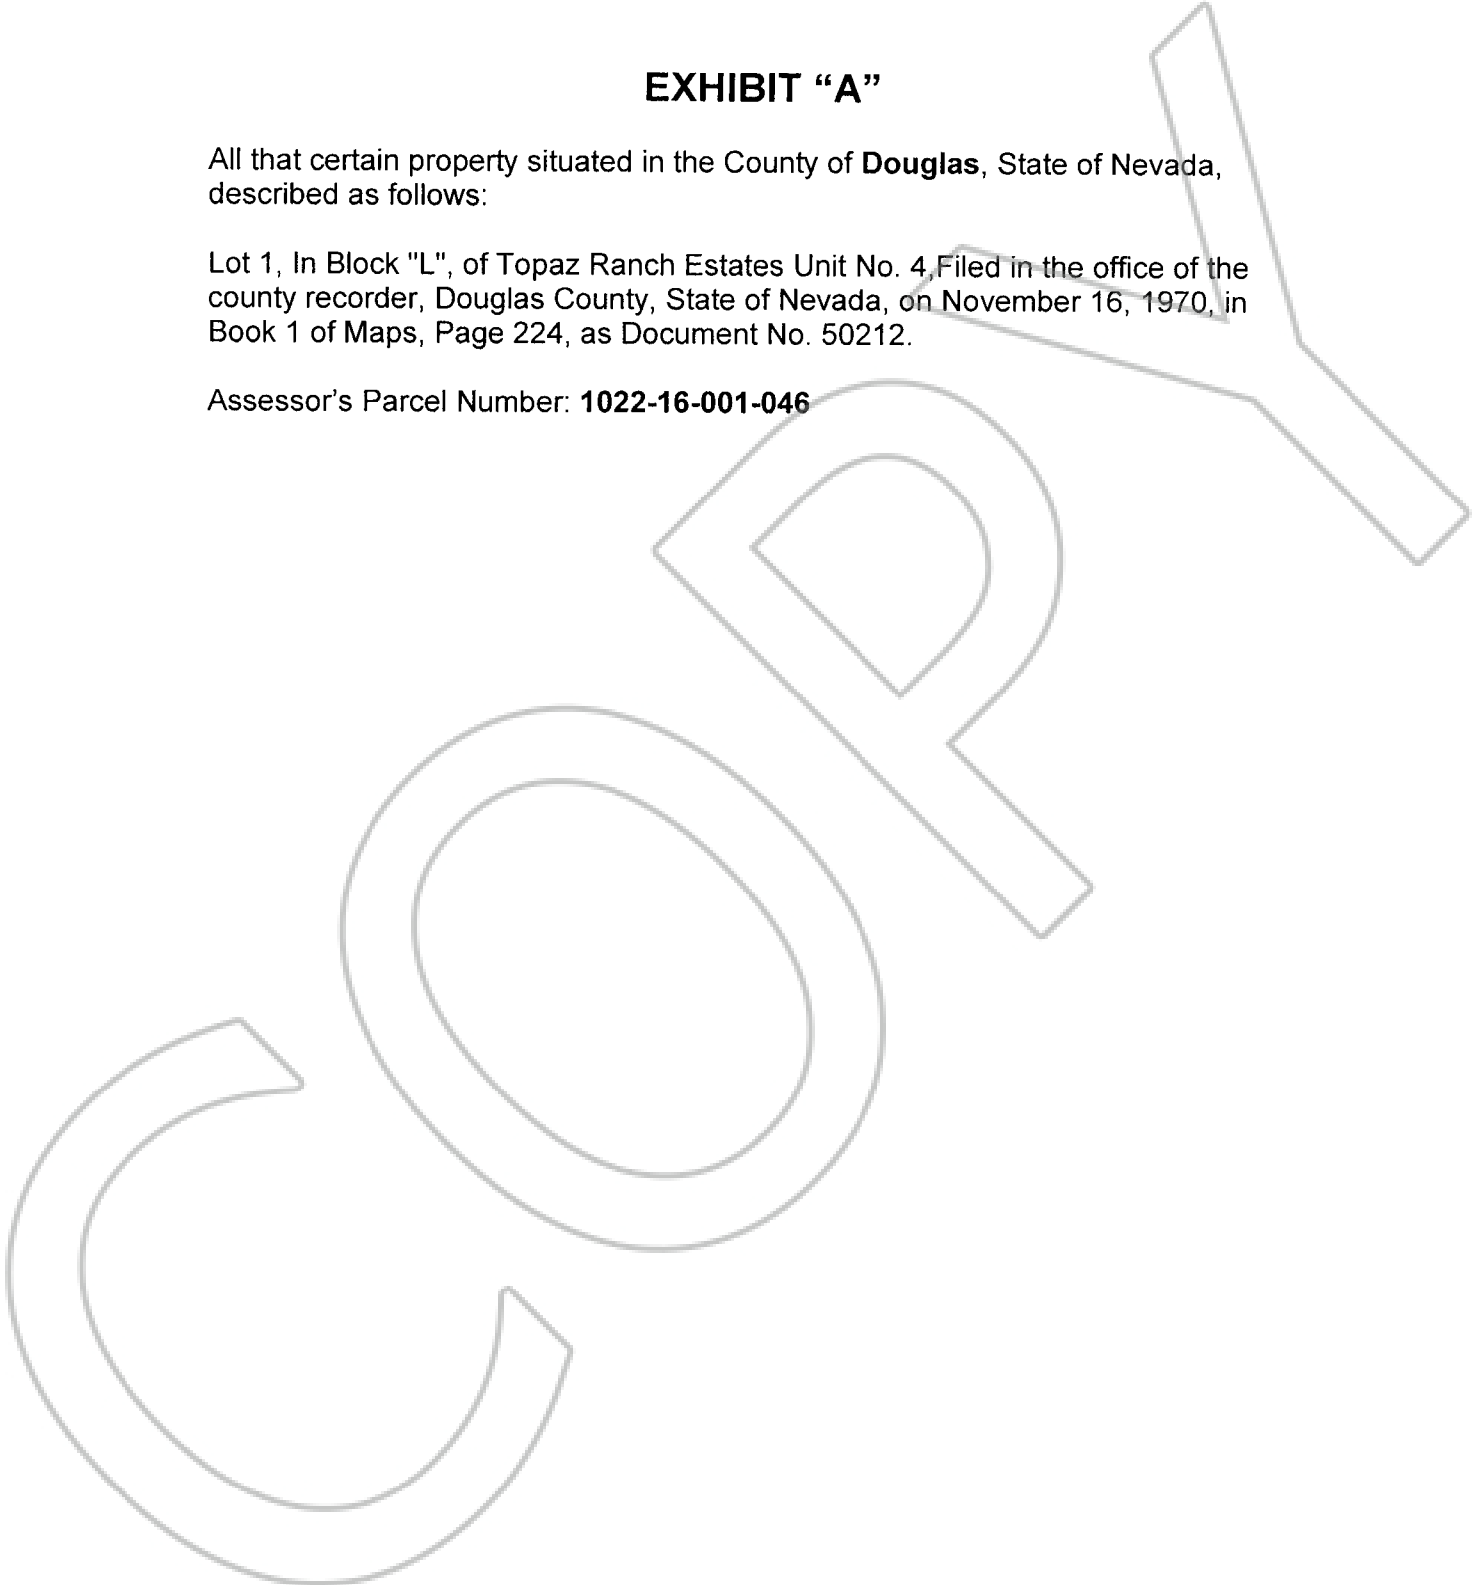 EXHIBIT “A”
All that certain property situated in the County of Douglas, State of Nevada,
described as follows:
Lot 1, In Block "L", of Topaz Ranch Estates Unit No. 4,Filed in the office of the
county recorder, Douglas County, State of Nevada, on November 16, 1970, in
Book 1 of Maps, Page 224, as Document No. 50212.
Assessor’s Parcel Number: 1022-16-001-046
COPY